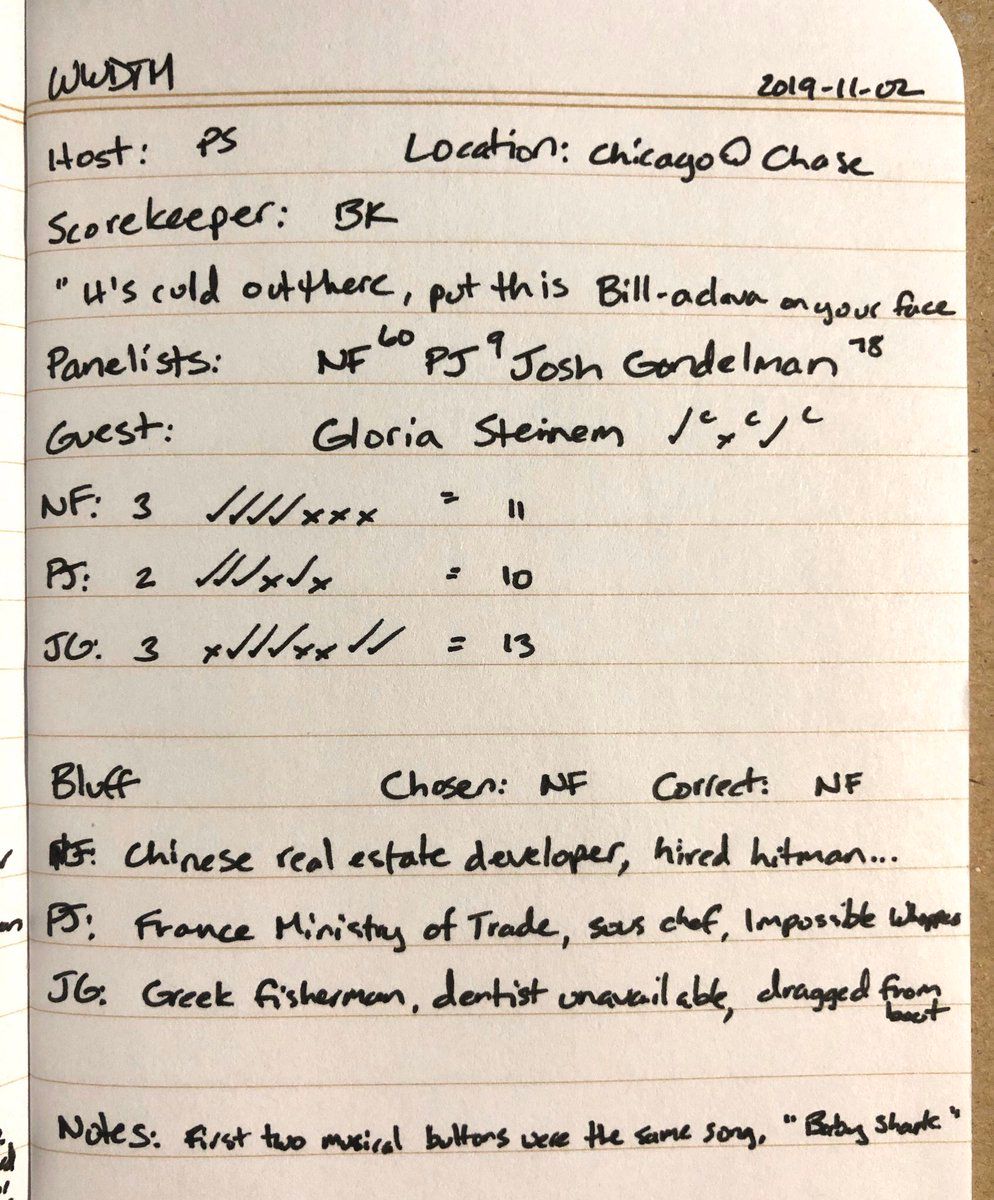 WWDTM 2019-11-02
Host: PS Location: Chicago @ Chase
Scorekeeper: BK
"It's cold out there, put this Bill-aclava on your face
Panelists: NF 60 PJ 9 Josh Gondelman 78
Guest: Gloria Steinem ✓c x c ✓ c
NF: 3 ✓✓✓✓xxx = 11
PJ: 2 ✓✓✓x✓x = 10
JG: 3 x✓✓✓xx✓✓ = 13
Bluff Chosen: NF Correct: NF
NF: Chinese real estate developer, hired hitman...
PJ: France Ministry of Trade, sous chef, Impossible Whopper
JG: Greek fisherman, dentist unavailable, dragged from
boat
Notes: First two musical buttons were the same song, "Baby Shark"